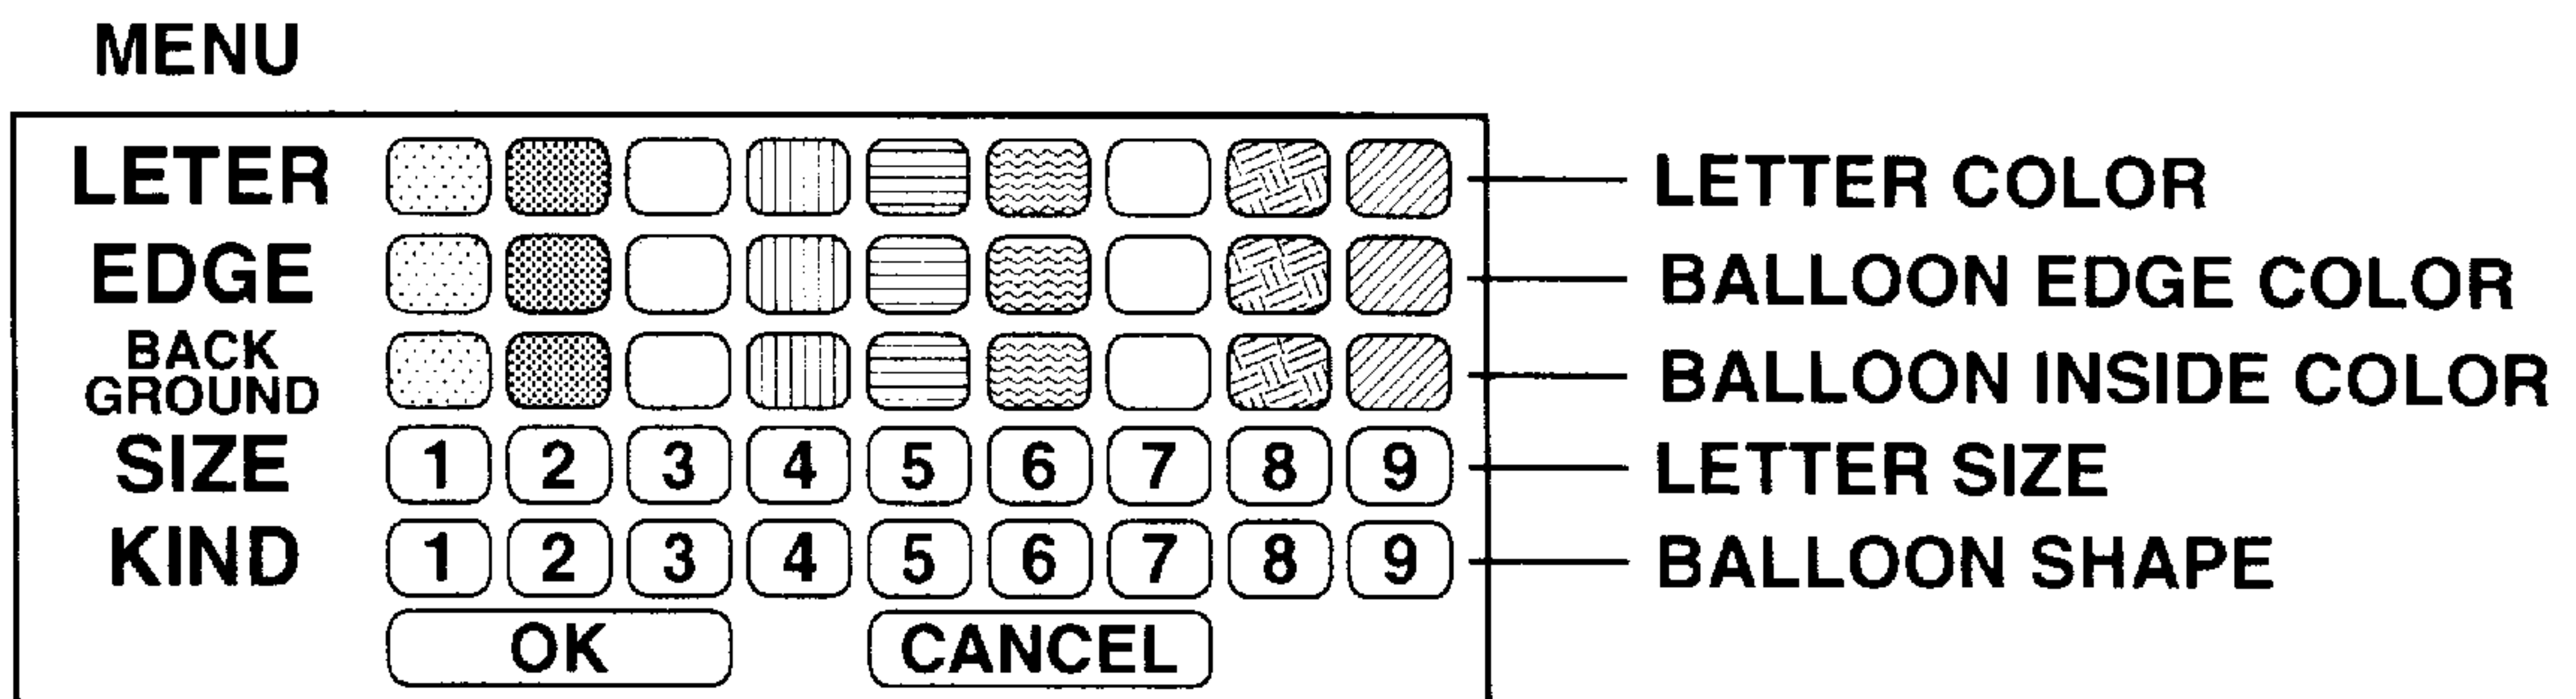 MENU
LETER LETTER COLOR
EDGE BALLOON EDGE COLOR
BACK
GROUND BALLOON INSIDE COLOR
SIZE 1 2 3 4 5 6 7 8 9 LETTER SIZE
KIND 1 2 3 4 5 6 7 8 9 BALLOON SHAPE
OK CANCEL